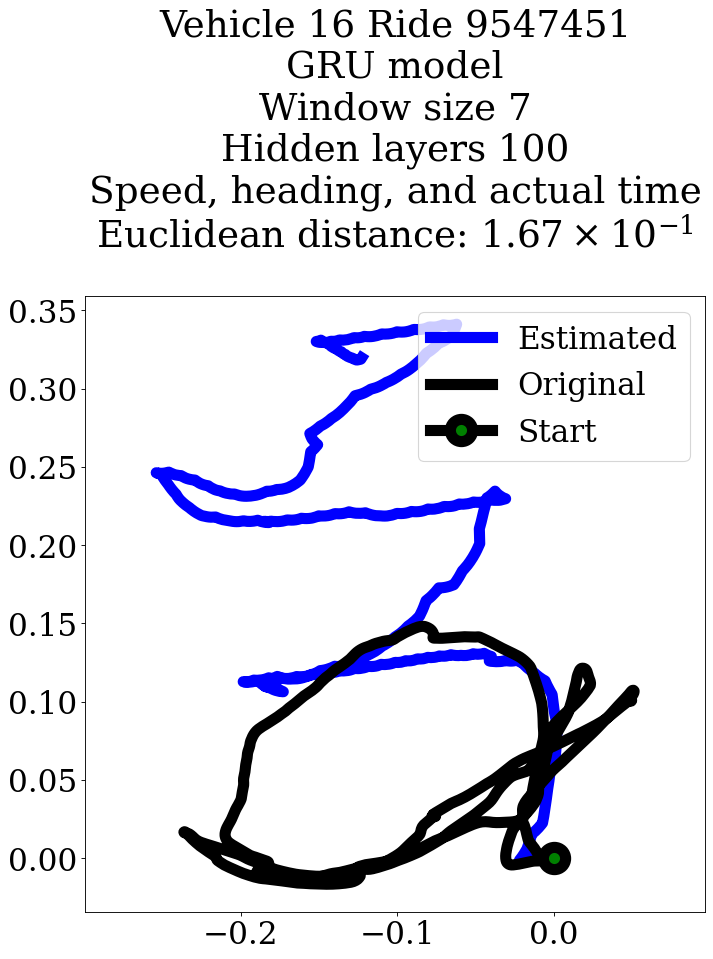 Vehicle 16 Ride 9547451
GRU model
Window size 7
Hidden layers 100
Speed, heading, and actual time
Euclidean distance: 1.67 × 10⁻¹
0.35
0.30
0.25
0.20
0.15
0.10
0.05
0.00
Estimated
Original
Start
−0.2
−0.1
0.0